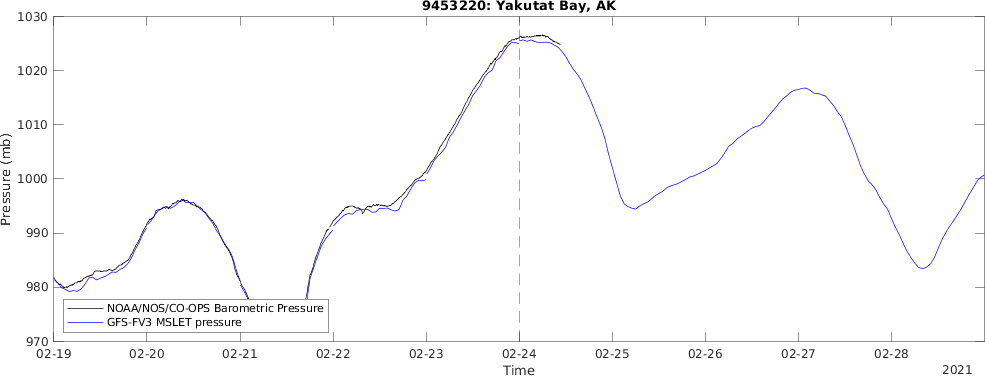 9453220: Yakutat Bay, AK
Pressure (mb)
1030
1020
1010
1000
990
980
970
NOAA/NOS/CO-OPS Barometric Pressure
GFS-FV3 MSLET pressure
02-19 02-20 02-21 02-22 02-23 02-24 02-25 02-26 02-27 02-28
Time
2021